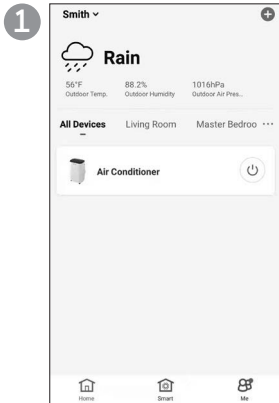 1
Smith
Rain
56°F 88.2% 1016hPa
Outdoor Temp. Outdoor Humidity Outdoor Air Pres...
All Devices Living Room Master Bedroo ...
Air Conditioner
Home Smart Me